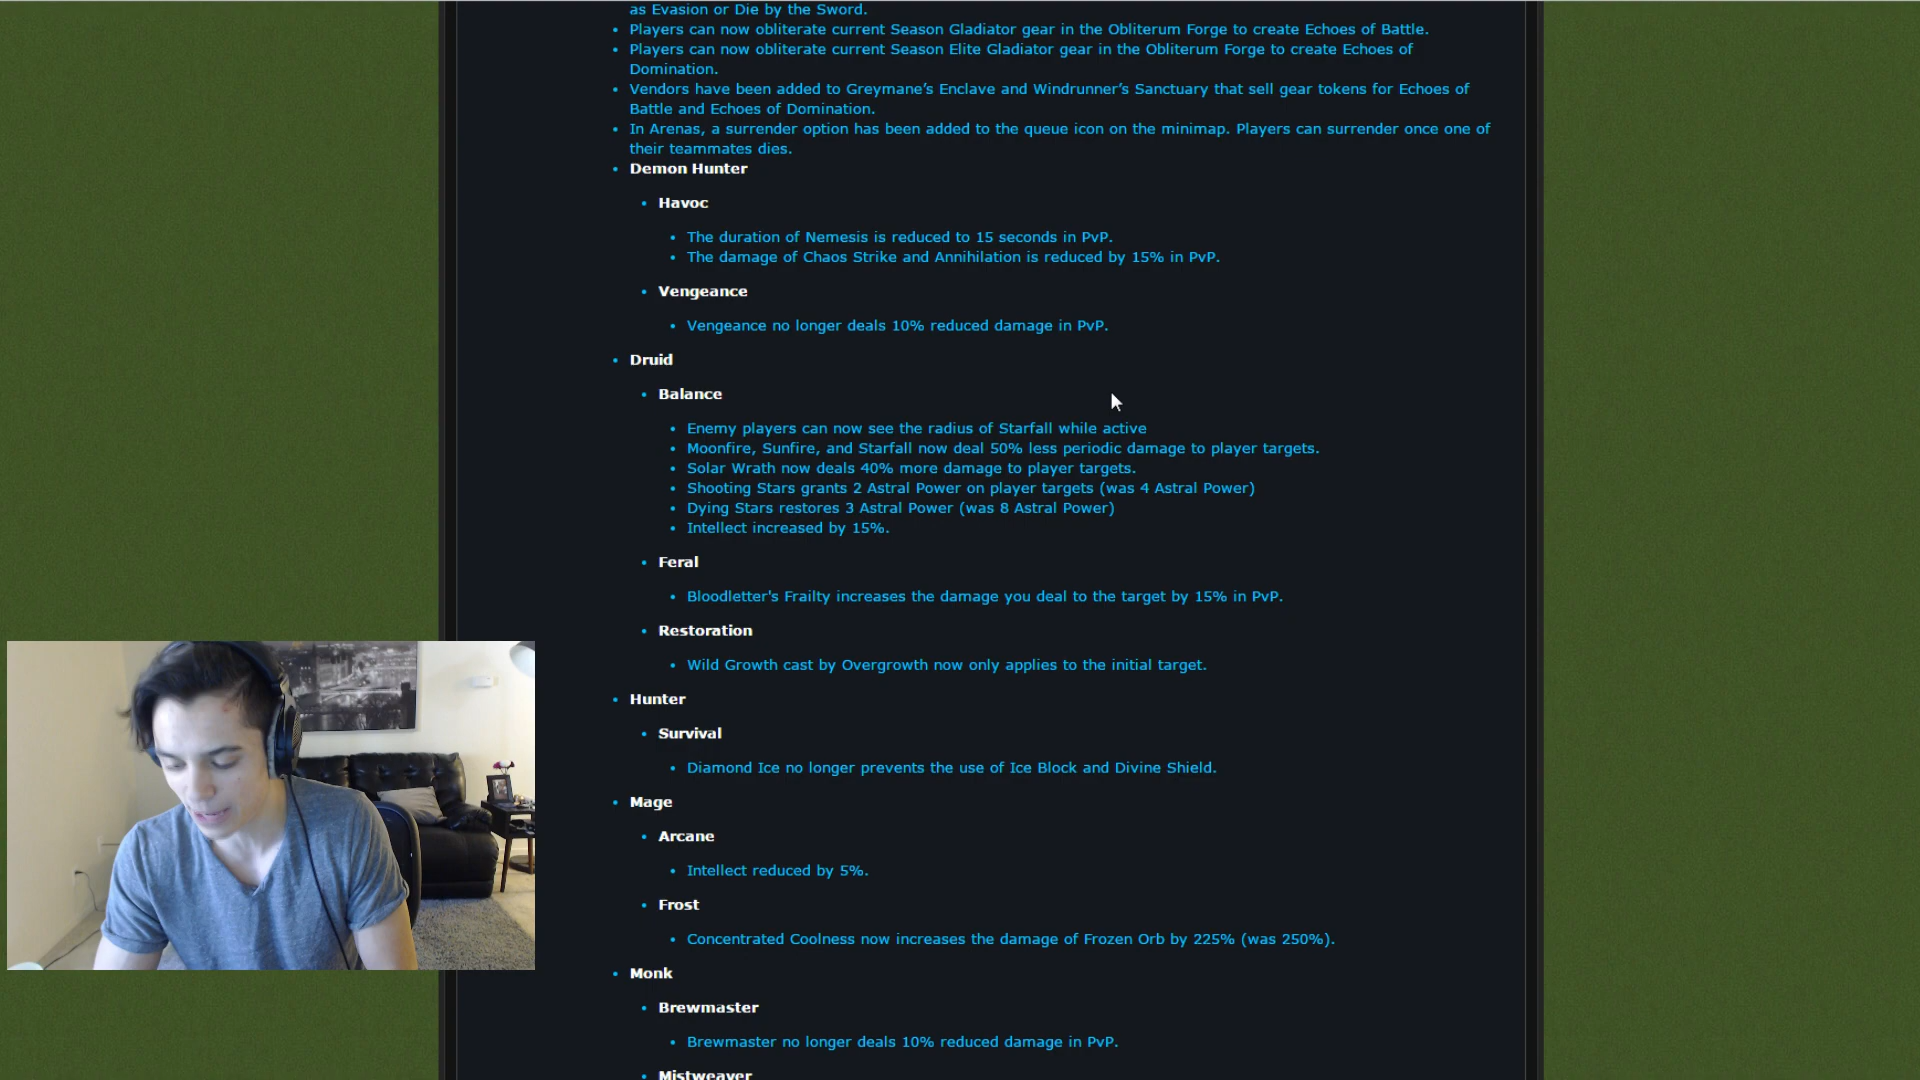 as Evasion or Die by the Sword.
Players can now obliterate current Season Gladiator gear in the Obliterum Forge to create Echoes of Battle.
Players can now obliterate current Season Elite Gladiator gear in the Obliterum Forge to create Echoes of
Domination.
Vendors have been added to Greymane’s Enclave and Windrunner’s Sanctuary that sell gear tokens for Echoes of
Battle and Echoes of Domination.
In Arenas, a surrender option has been added to the queue icon on the minimap. Players can surrender once one of
their teammates dies.
Demon Hunter
Havoc
The duration of Nemesis is reduced to 15 seconds in PvP.
The damage of Chaos Strike and Annihilation is reduced by 15% in PvP.
Vengeance
Vengeance no longer deals 10% reduced damage in PvP.
Druid
Balance
Enemy players can now see the radius of Starfall while active
Moonfire, Sunfire, and Starfall now deal 50% less periodic damage to player targets.
Solar Wrath now deals 40% more damage to player targets.
Shooting Stars grants 2 Astral Power on player targets (was 4 Astral Power)
Dying Stars restores 3 Astral Power (was 8 Astral Power)
Intellect increased by 15%.
Feral
Bloodletter's Frailty increases the damage you deal to the target by 15% in PvP.
Restoration
Wild Growth cast by Overgrowth now only applies to the initial target.
Hunter
Survival
Diamond Ice no longer prevents the use of Ice Block and Divine Shield.
Mage
Arcane
Intellect reduced by 5%.
Frost
Concentrated Coolness now increases the damage of Frozen Orb by 225% (was 250%).
Monk
Brewmaster
Brewmaster no longer deals 10% reduced damage in PvP.
Mistweaver